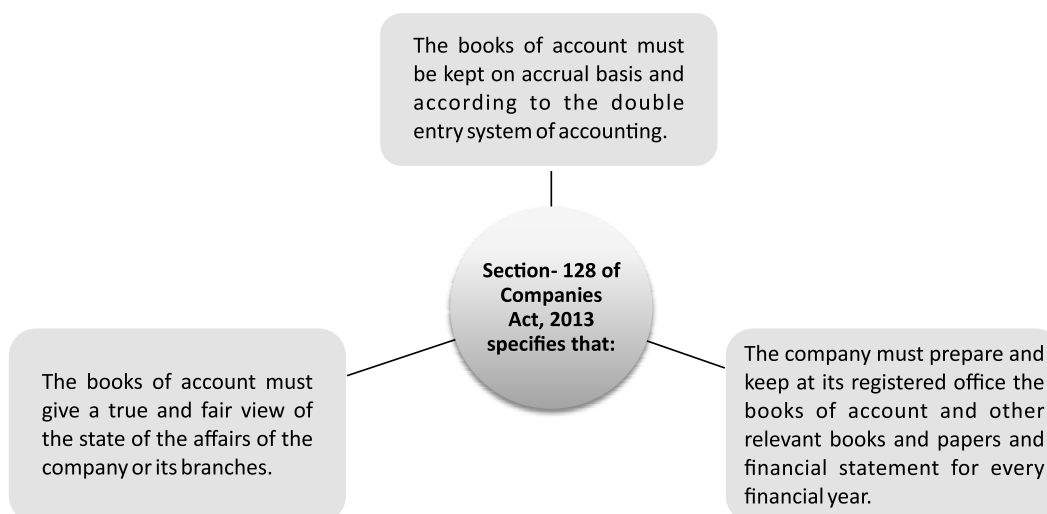 The books of account must
be kept on accrual basis and
according to the double
entry system of accounting.
Section- 128 of
Companies
Act, 2013
specifies that:
The books of account must
give a true and fair view of
the state of the affairs of the
company or its branches.
The company must prepare and
keep at its registered office the
books of account and other
relevant books and papers and
financial statement for every
financial year.